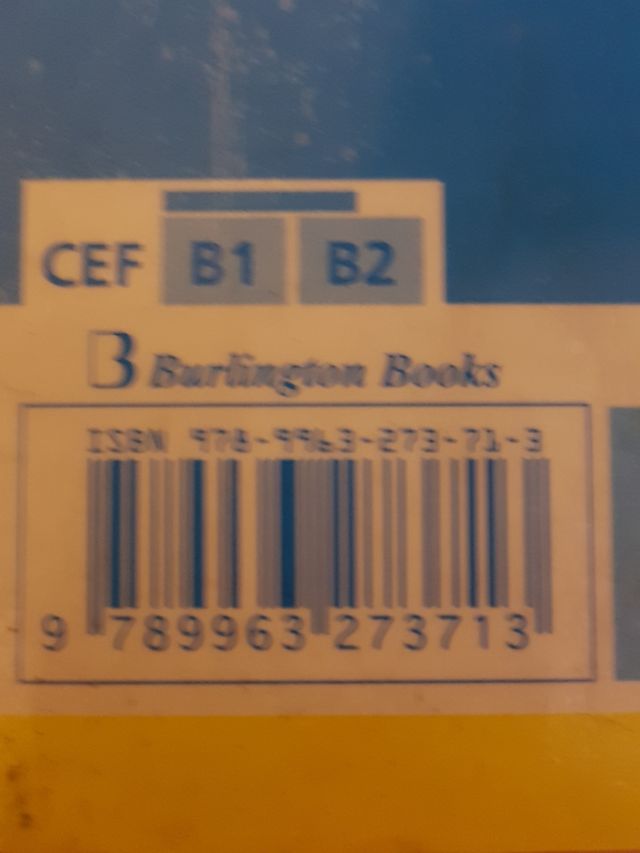 CEF B1 B2
Burlington Books
ISBN 978-9963-273-71-3
9 789963 273713